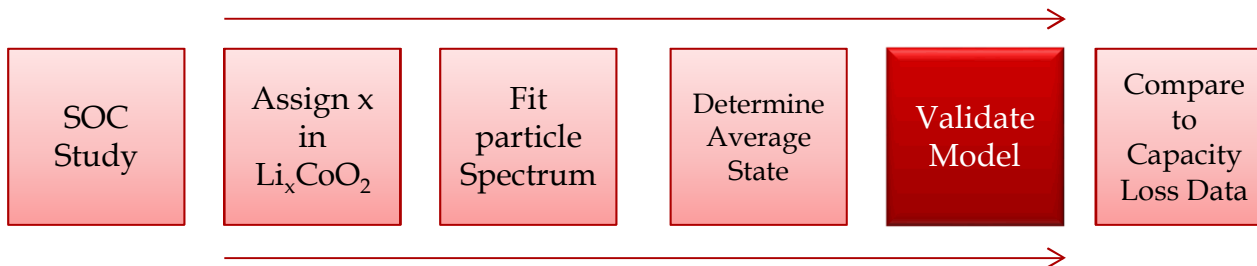 SOC
Study
Assign x
in
LiₓCoO₂
Fit
particle
Spectrum
Determine
Average
State
Validate
Model
Compare
to
Capacity
Loss Data